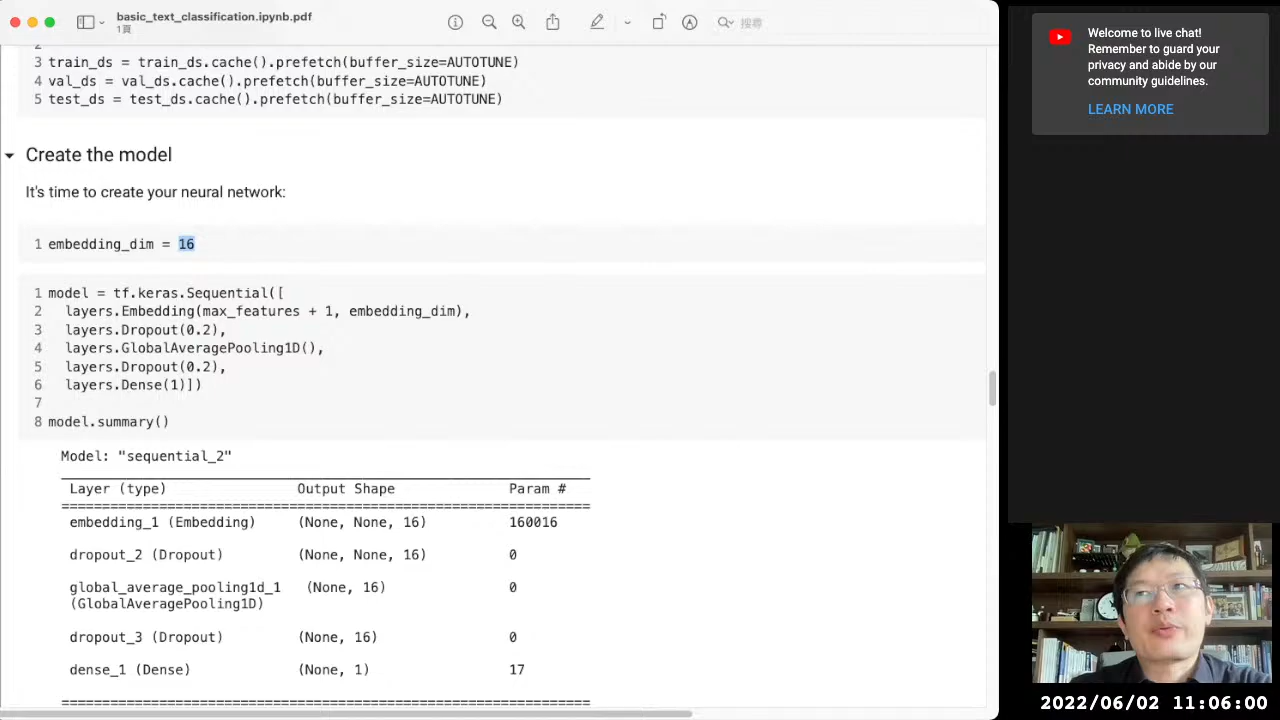 basic_text_classification.ipynb.pdf
1頁
搜尋
2
3 train_ds = train_ds.cache().prefetch(buffer_size=AUTOTUNE)
4 val_ds = val_ds.cache().prefetch(buffer_size=AUTOTUNE)
5 test_ds = test_ds.cache().prefetch(buffer_size=AUTOTUNE)
Create the model
It's time to create your neural network:
1 embedding_dim = 16
1 model = tf.keras.Sequential([
2 layers.Embedding(max_features + 1, embedding_dim),
3 layers.Dropout(0.2),
4 layers.GlobalAveragePooling1D(),
5 layers.Dropout(0.2),
6 layers.Dense(1)])
7
8 model.summary()
Model: "sequential_2"
Layer (type) Output Shape Param #
embedding_1 (Embedding) (None, None, 16) 160016
dropout_2 (Dropout) (None, None, 16) 0
global_average_pooling1d_1 (None, 16) 0
(GlobalAveragePooling1D)
dropout_3 (Dropout) (None, 16) 0
dense_1 (Dense) (None, 1) 17
Welcome to live chat!
Remember to guard your
privacy and abide by our
community guidelines.
LEARN MORE
2022/06/02 11:06:00